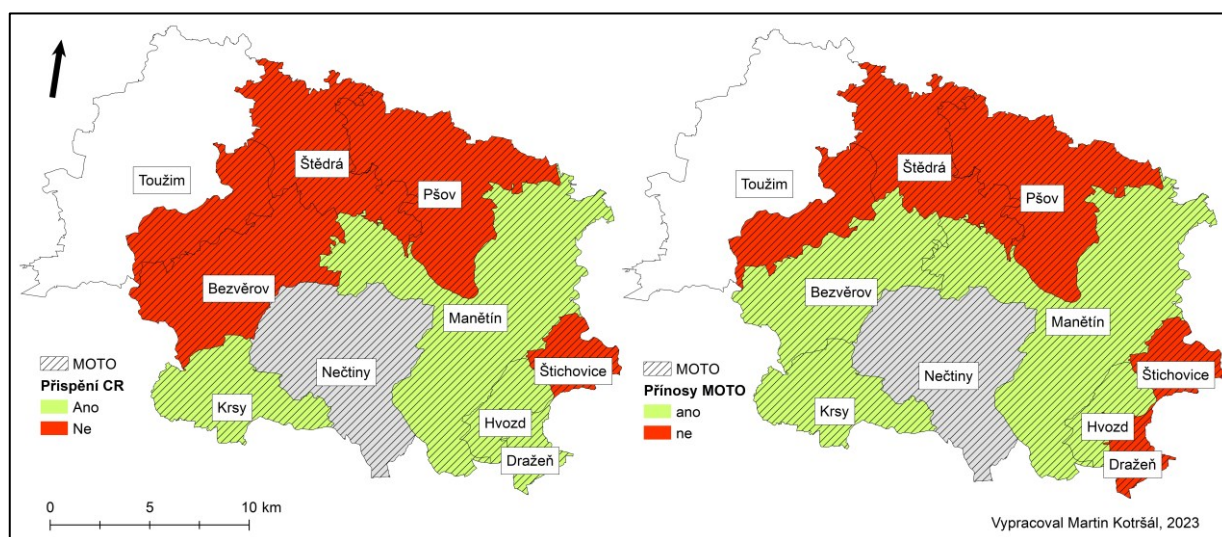 Štědrá
Toužim
Pšov
Bezvěrov
Manětín
Nečtiny
Štichovice
Krsy
Hvozd
Dražeň
MOTO
Přispění CR
Ano
Ne
0 5 10 km
Štědrá
Toužim
Pšov
Bezvěrov
Manětín
Nečtiny
Štichovice
Krsy
Hvozd
Dražeň
MOTO
Přínosy MOTO
ano
ne
Vypracoval Martin Kotršál, 2023